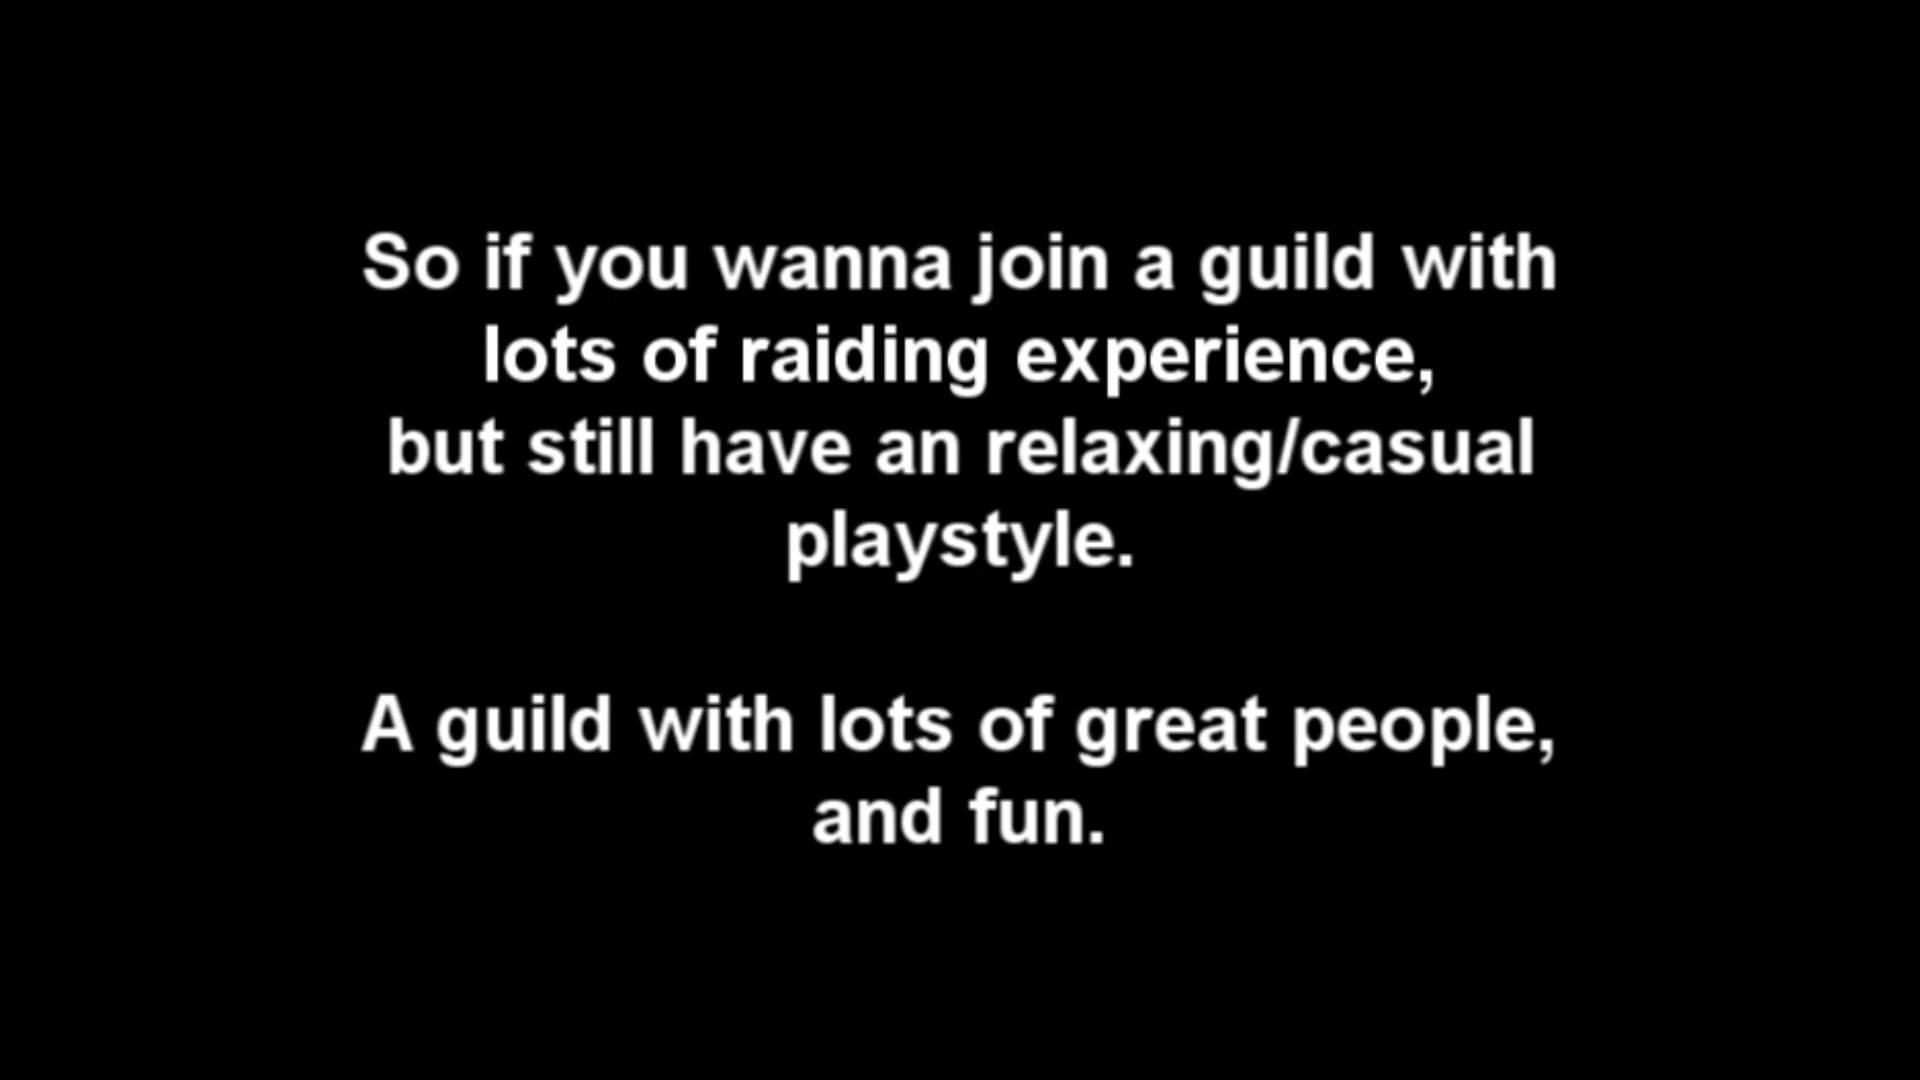 So if you wanna join a guild with
lots of raiding experience,
but still have an relaxing/casual
playstyle.
A guild with lots of great people,
and fun.